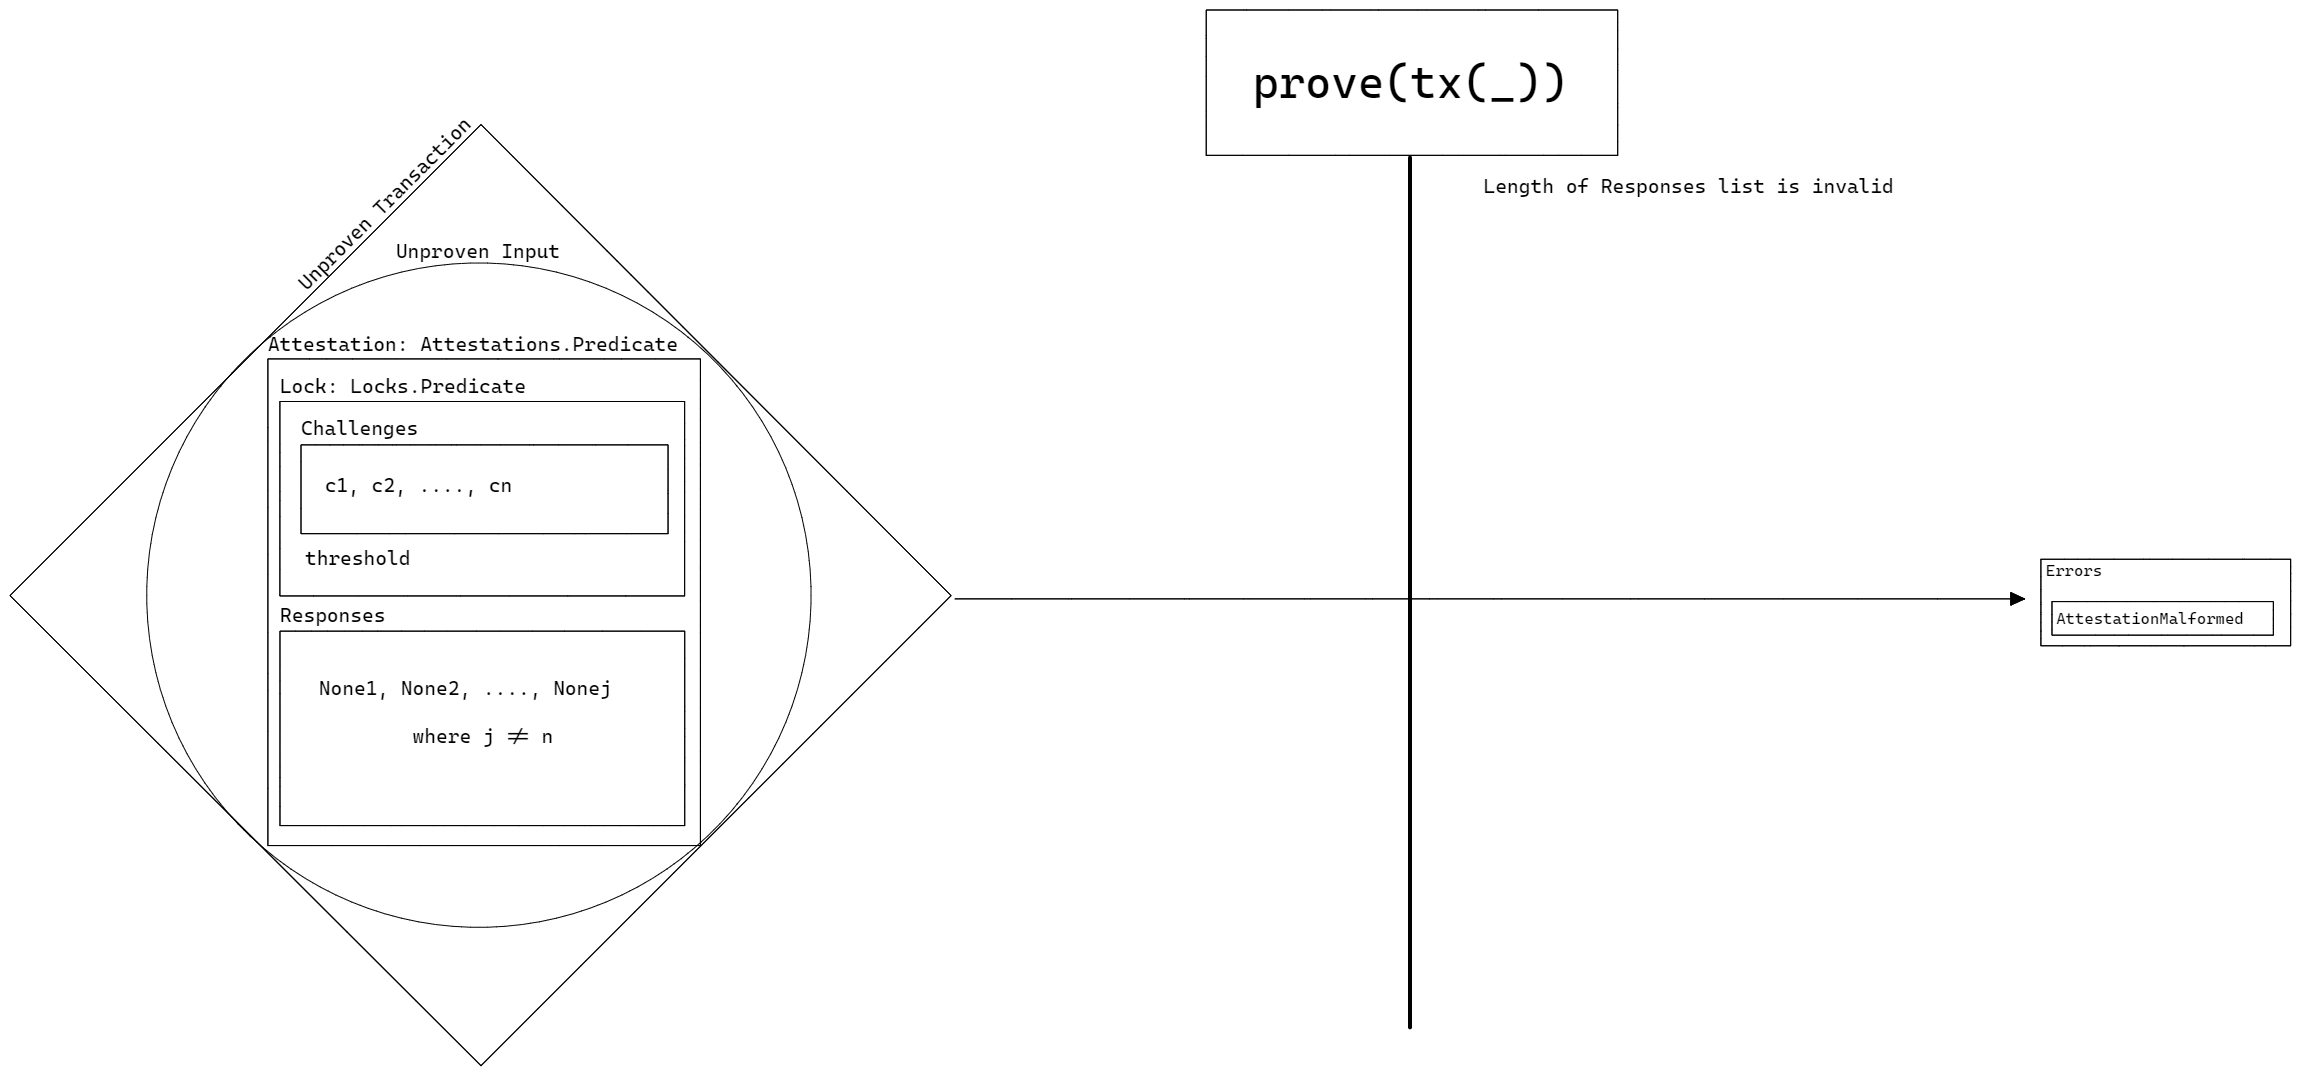 prove(tx(_))
Length of Responses list is invalid
Unproven Transaction
Unproven Input
Attestation: Attestations.Predicate
Lock: Locks.Predicate
Challenges
c1, c2, ...., cn
threshold
Responses
None1, None2, ...., Nonej
where j ≠ n
Errors
AttestationMalformed